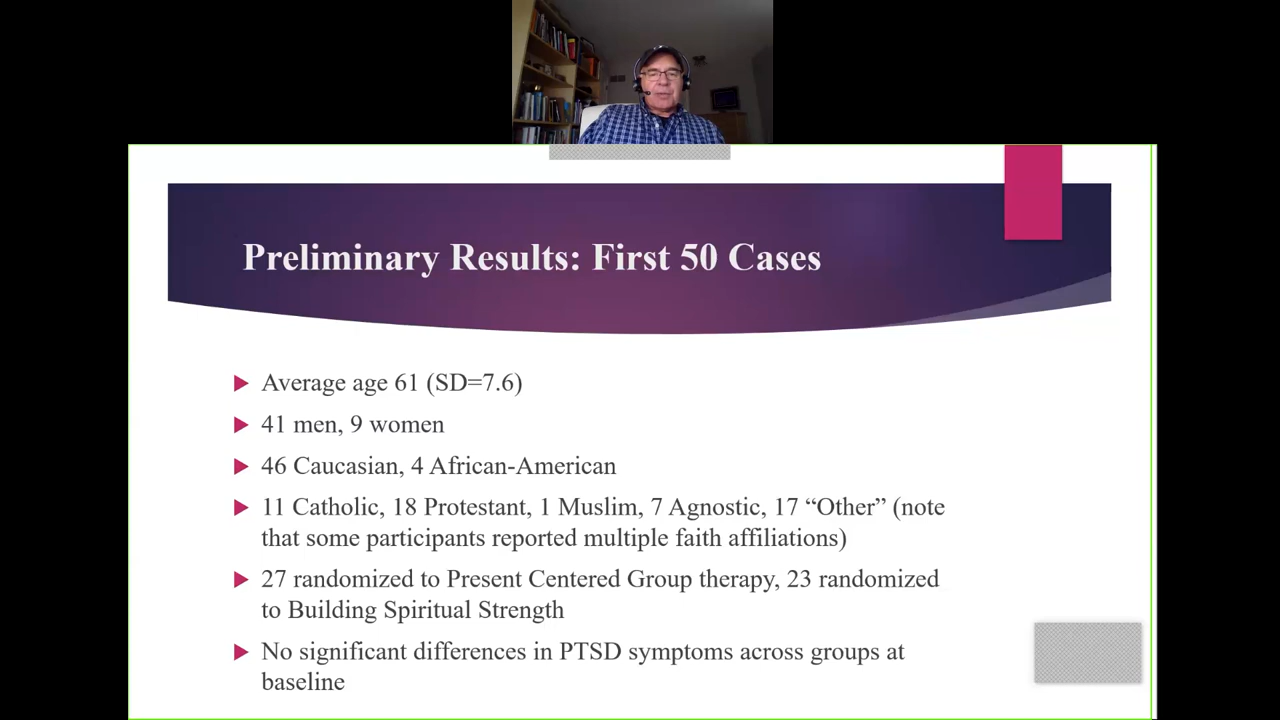 Preliminary Results: First 50 Cases
Average age 61 (SD=7.6)
41 men, 9 women
46 Caucasian, 4 African-American
11 Catholic, 18 Protestant, 1 Muslim, 7 Agnostic, 17 “Other” (note
that some participants reported multiple faith affiliations)
27 randomized to Present Centered Group therapy, 23 randomized
to Building Spiritual Strength
No significant differences in PTSD symptoms across groups at
baseline